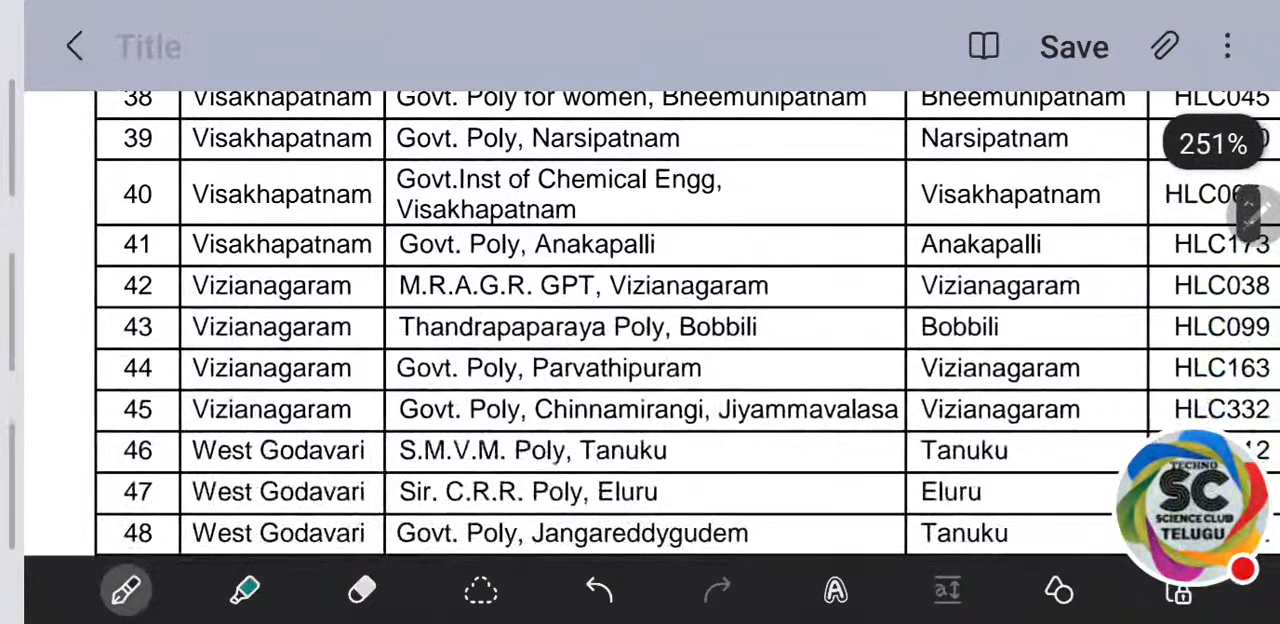 Title
Save
38 Visakhapatnam Govt. Poly for women, Bheemunipatnam Bheemunipatnam HLC045
39 Visakhapatnam Govt. Poly, Narsipatnam Narsipatnam
251%
40 Visakhapatnam Govt.Inst of Chemical Engg,
Visakhapatnam Visakhapatnam
41 Visakhapatnam Govt. Poly, Anakapalli Anakapalli HLC173
42 Vizianagaram M.R.A.G.R. GPT, Vizianagaram Vizianagaram HLC038
43 Vizianagaram Thandrapaparaya Poly, Bobbili Bobbili HLC099
44 Vizianagaram Govt. Poly, Parvathipuram Vizianagaram HLC163
45 Vizianagaram Govt. Poly, Chinnamirangi, Jiyammavalasa Vizianagaram HLC332
46 West Godavari S.M.V.M. Poly, Tanuku Tanuku
47 West Godavari Sir. C.R.R. Poly, Eluru Eluru
48 West Godavari Govt. Poly, Jangareddygudem Tanuku
TECHNO
SC
SCIENCE CLUB
TELUGU